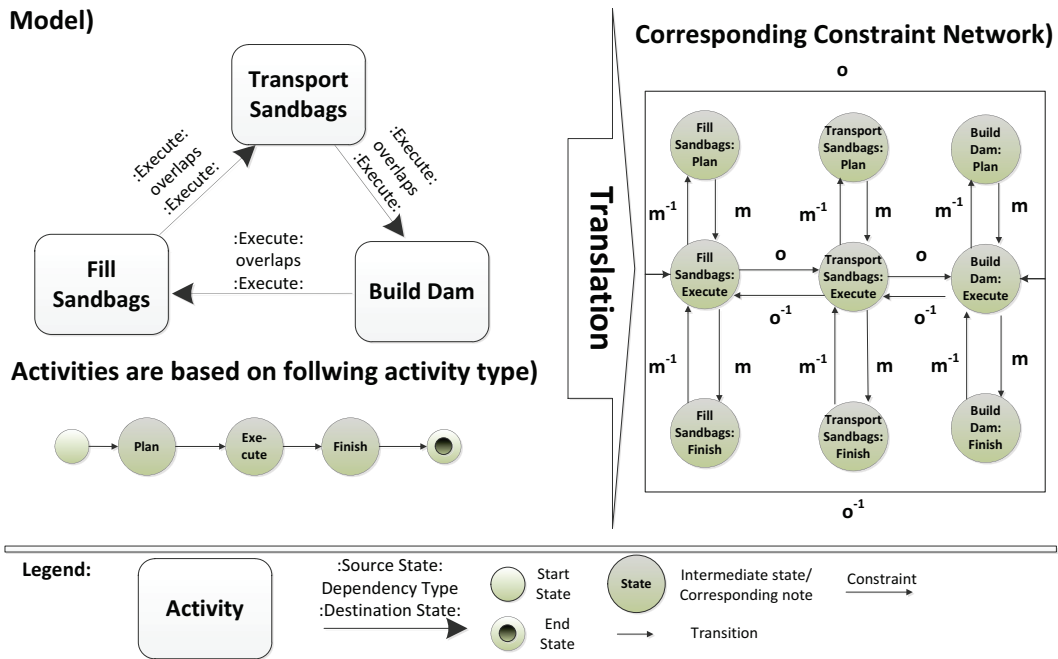 Model)
Transport
Sandbags
:Execute:
overlaps
:Execute:
:Execute:
overlaps
:Execute:
Fill
Sandbags
:Execute:
overlaps
:Execute:
Build Dam
Activities are based on follwing activity type)
Plan
Exe-
cute
Finish
Translation
Corresponding Constraint Network)
o
Fill
Sandbags:
Plan
Transport
Sandbags:
Plan
Build
Dam:
Plan
m-1
m
m-1
m
m-1
m
Fill
Sandbags:
Execute
o
Transport
Sandbags:
Execute
o
Build
Dam:
Execute
o-1
o-1
m-1
m
m-1
m
m-1
m
Fill
Sandbags:
Finish
Transport
Sandbags:
Finish
Build
Dam:
Finish
o-1
Legend:
Activity
:Source State:
Dependency Type
:Destination State:
Start
State
End
State
State
Intermediate state/
Corresponding note
Transition
Constraint